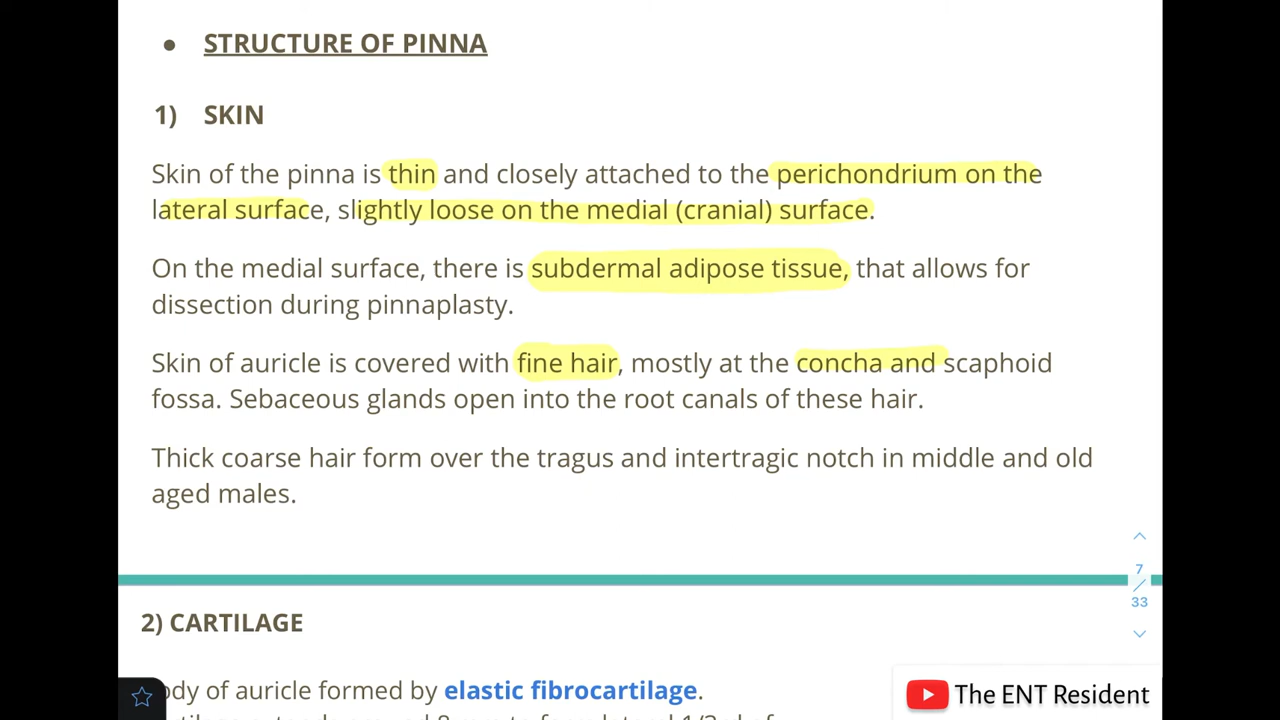 ● STRUCTURE OF PINNA
1) SKIN
Skin of the pinna is thin and closely attached to the perichondrium on the
lateral surface, slightly loose on the medial (cranial) surface.
On the medial surface, there is subdermal adipose tissue, that allows for
dissection during pinnaplasty.
Skin of auricle is covered with fine hair, mostly at the concha and scaphoid
fossa. Sebaceous glands open into the root canals of these hair.
Thick coarse hair form over the tragus and intertragic notch in middle and old
aged males.
7
/
33
2) CARTILAGE
ody of auricle formed by elastic fibrocartilage.
The ENT Resident